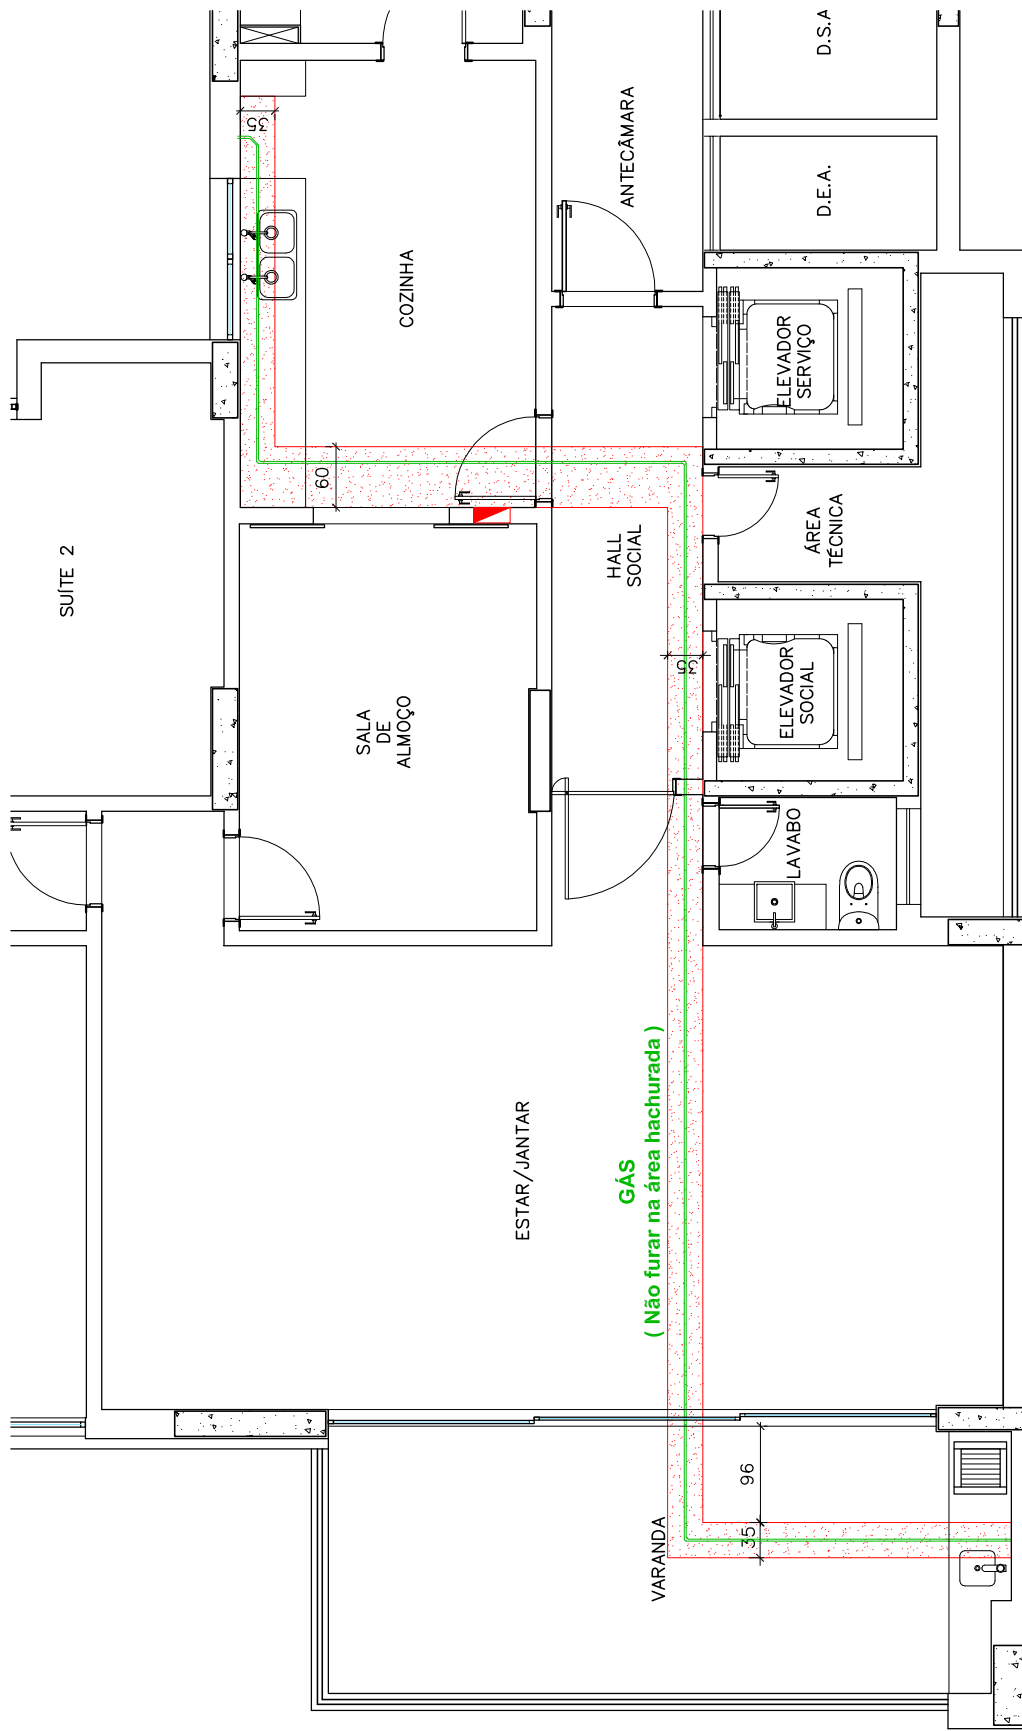 35
D.S.A
ANTECÂMARA
D.E.A.
COZINHA
ELEVADOR
SERVIÇO
60
SUÍTE 2
HALL
SOCIAL
ÁREA
TÉCNICA
35
SALA
DE
ALMOÇO
ELEVADOR
SOCIAL
LAVABO
ESTAR/JANTAR
GÁS
( Não furar na área hachurada )
96
35
VARANDA